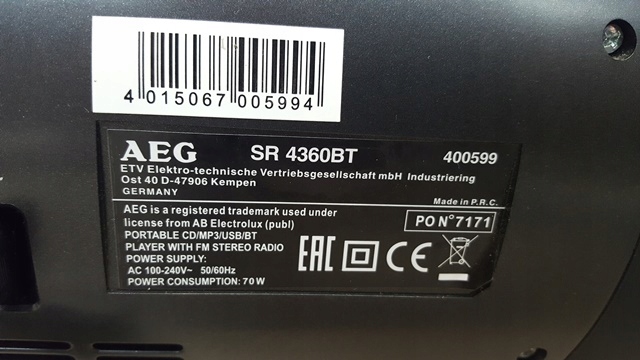 4 015067 005994
AEG SR 4360BT 400599
ETV Elektro-technische Vertriebsgesellschaft mbH Industriering
Ost 40 D-47906 Kempen
GERMANY
Made in P.R.C.
AEG is a registered trademark used under
license from AB Electrolux (publ)
PO N°7171
PORTABLE CD/MP3/USB/BT
PLAYER WITH FM STEREO RADIO
POWER SUPPLY:
AC 100-240V~ 50/60Hz
POWER CONSUMPTION: 70 W
EAC CE